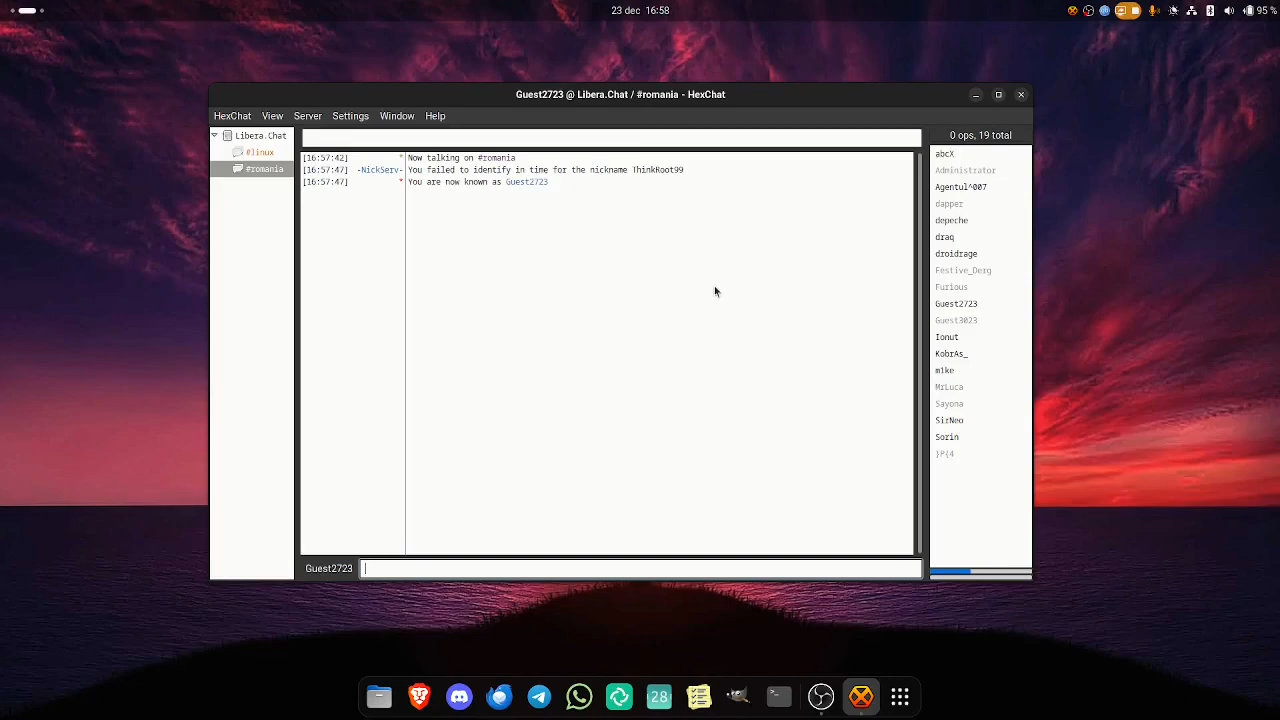 23 dec 16:58
95 %
Guest2723 @ Libera.Chat / #romania - HexChat
HexChat View Server Settings Window Help
Libera.Chat
#linux
#romania
[16:57:42] * Now talking on #romania
[16:57:47] -NickServ- You failed to identify in time for the nickname ThinkRoot99
[16:57:47] * You are now known as Guest2723
0 ops, 19 total
abcX
Administrator
Agentul^007
dapper
depeche
draq
droidrage
Festive_Derg
Furious
Guest2723
Guest3023
Ionut
KobrAs_
m1ke
MrLuca
Sayona
SirNeo
Sorin
}P{4
Guest2723
28